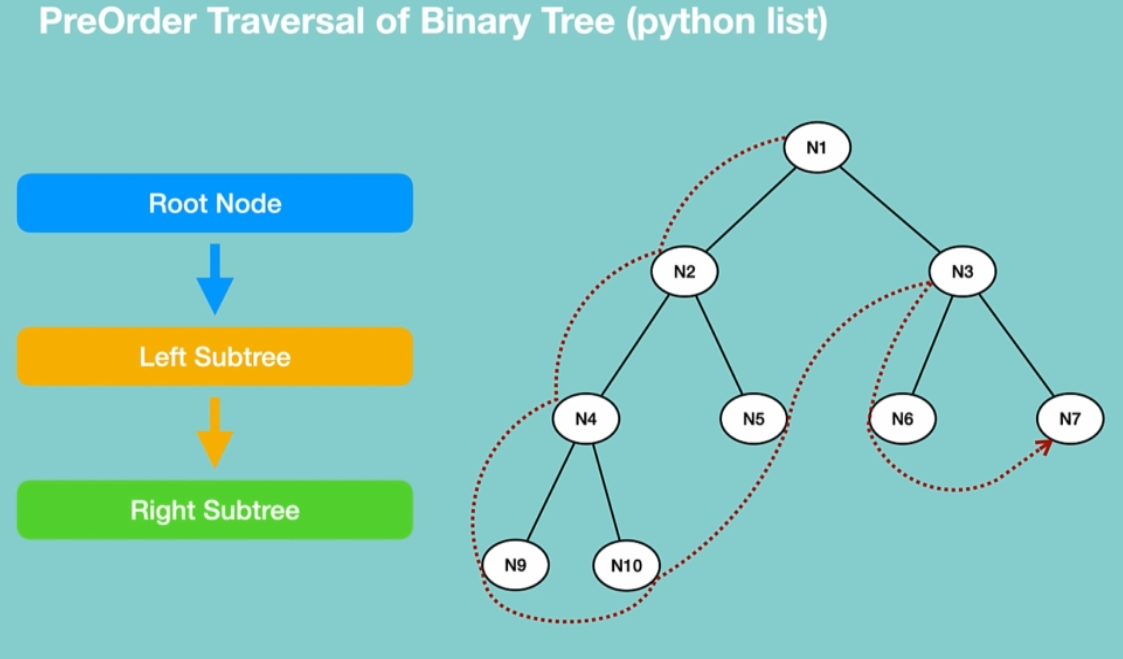 PreOrder Traversal of Binary Tree (python list)
N1
Root Node
N2
N3
Left Subtree
N4
N5
N6
N7
Right Subtree
N9
N10